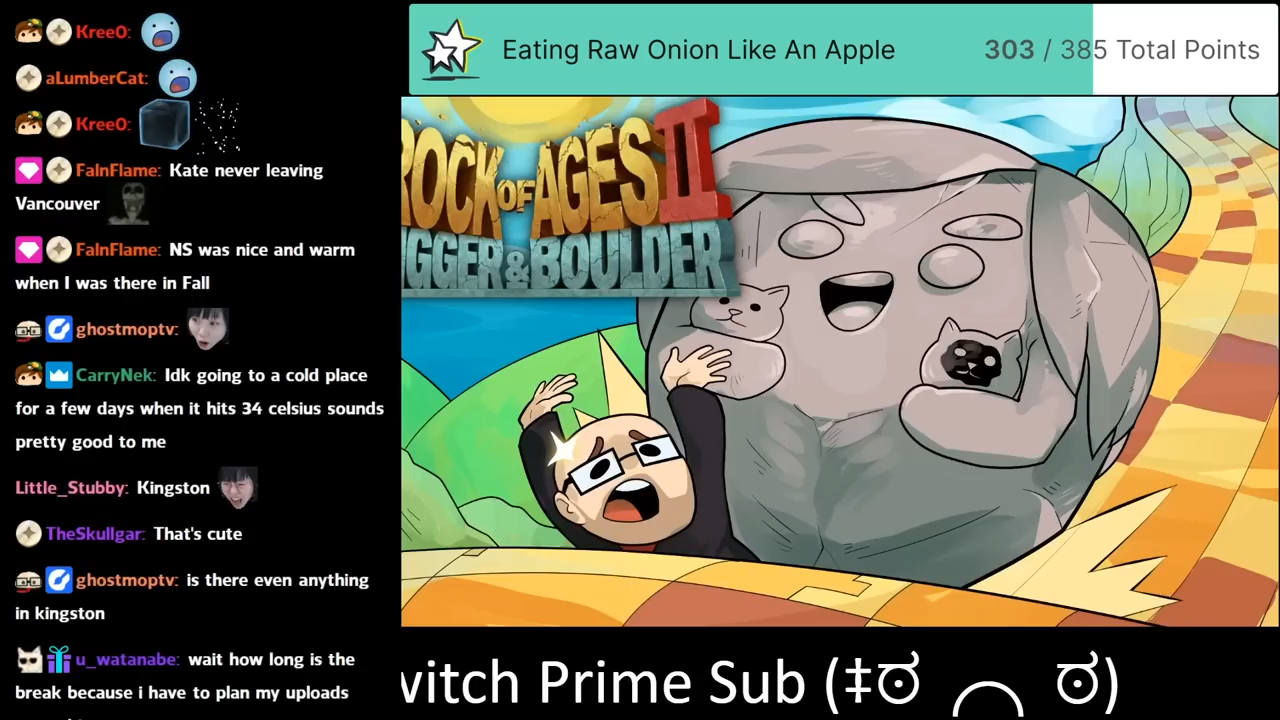 KreeO:
aLumberCat:
KreeO:
FalnFlame: Kate never leaving
Vancouver
FalnFlame: NS was nice and warm
when I was there in Fall
ghostmoptv:
CarryNek: Idk going to a cold place
for a few days when it hits 34 celsius sounds
pretty good to me
Little_Stubby: Kingston
TheSkullgar: That's cute
ghostmoptv: is there even anything
in kingston
u_watanabe: wait how long is the
break because i have to plan my uploads
Eating Raw Onion Like An Apple 303 / 385 Total Points
ROCK OF AGES II
IGGER & BOULDER
witch Prime Sub (‡ಠ ⁔ ಠ)